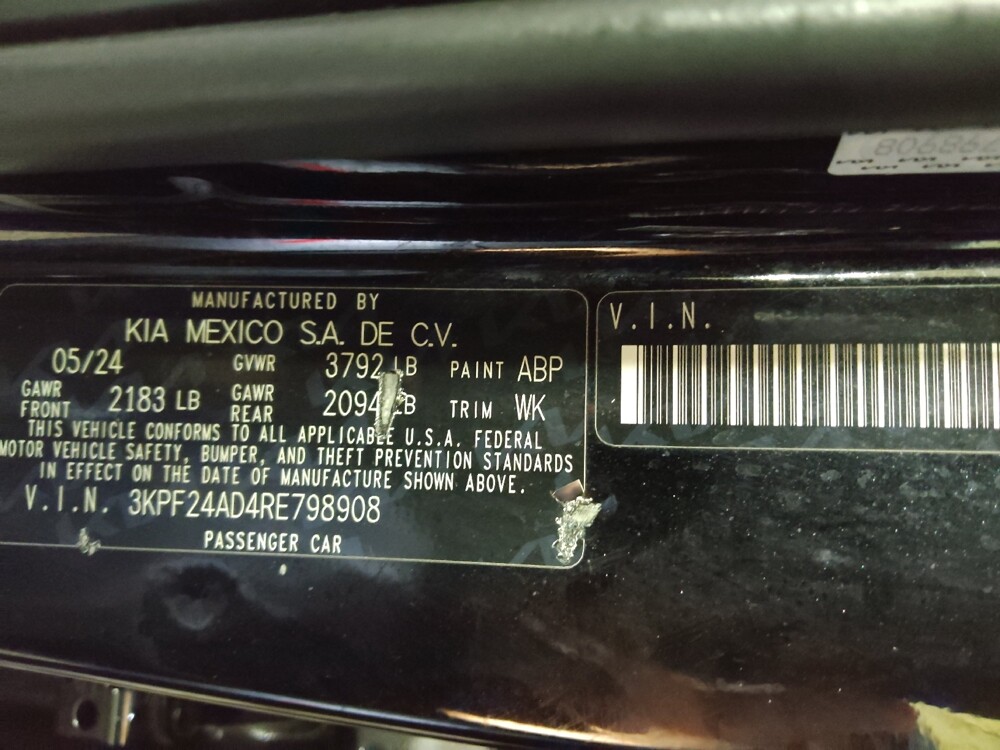 MANUFACTURED BY
KIA MEXICO S.A. DE C.V.
05/24 GVWR 3792 LB PAINT ABP
GAWR FRONT 2183 LB GAWR REAR 2094 LB TRIM WK
THIS VEHICLE CONFORMS TO ALL APPLICABLE U.S.A. FEDERAL
MOTOR VEHICLE SAFETY, BUMPER, AND THEFT PREVENTION STANDARDS
IN EFFECT ON THE DATE OF MANUFACTURE SHOWN ABOVE.
V.I.N. 3KPF24AD4RE798908
PASSENGER CAR
V.I.N.